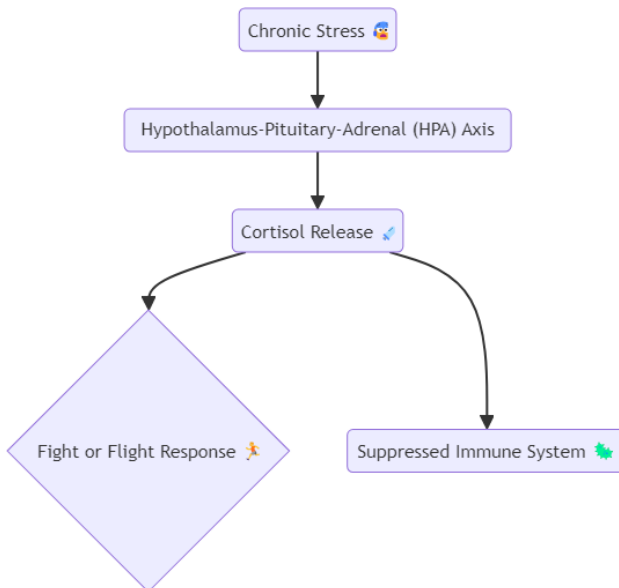 Chronic Stress
Hypothalamus-Pituitary-Adrenal (HPA) Axis
Cortisol Release
Fight or Flight Response
Suppressed Immune System